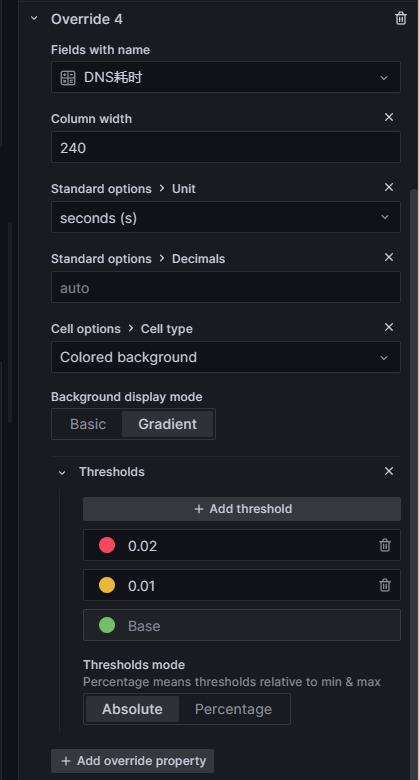 Override 4
Fields with name
DNS耗时
Column width
240
Standard options > Unit
seconds (s)
Standard options > Decimals
auto
Cell options > Cell type
Colored background
Background display mode
Basic Gradient
Thresholds
+ Add threshold
0.02
0.01
Base
Thresholds mode
Percentage means thresholds relative to min & max
Absolute Percentage
+ Add override property